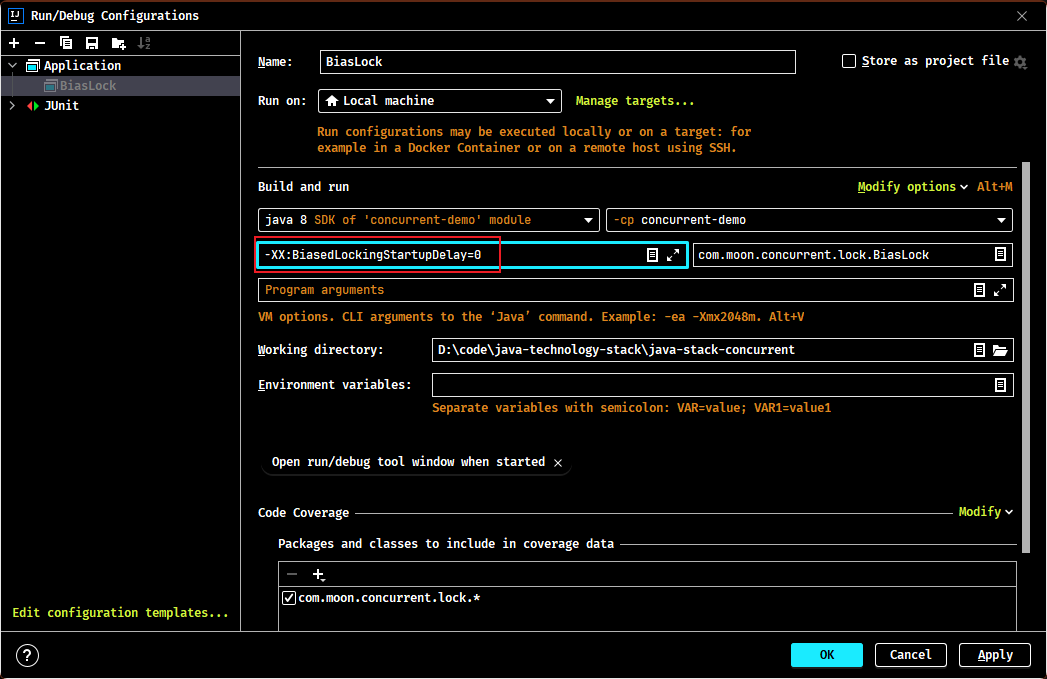 Run/Debug Configurations
Application
BiasLock
JUnit
Name: BiasLock Store as project file
Run on: Local machine Manage targets...
Run configurations may be executed locally or on a target: for
example in a Docker Container or on a remote host using SSH.
Build and run Modify options Alt+M
java 8 SDK of 'concurrent-demo' module -cp concurrent-demo
-XX:BiasedLockingStartupDelay=0 com.moon.concurrent.lock.BiasLock
Program arguments
VM options. CLI arguments to the ‘Java’ command. Example: -ea -Xmx2048m. Alt+V
Working directory: D:\code\java-technology-stack\java-stack-concurrent
Environment variables:
Separate variables with semicolon: VAR=value; VAR1=value1
Open run/debug tool window when started ×
Code Coverage Modify
Packages and classes to include in coverage data
com.moon.concurrent.lock.*
Edit configuration templates...
? OK Cancel Apply